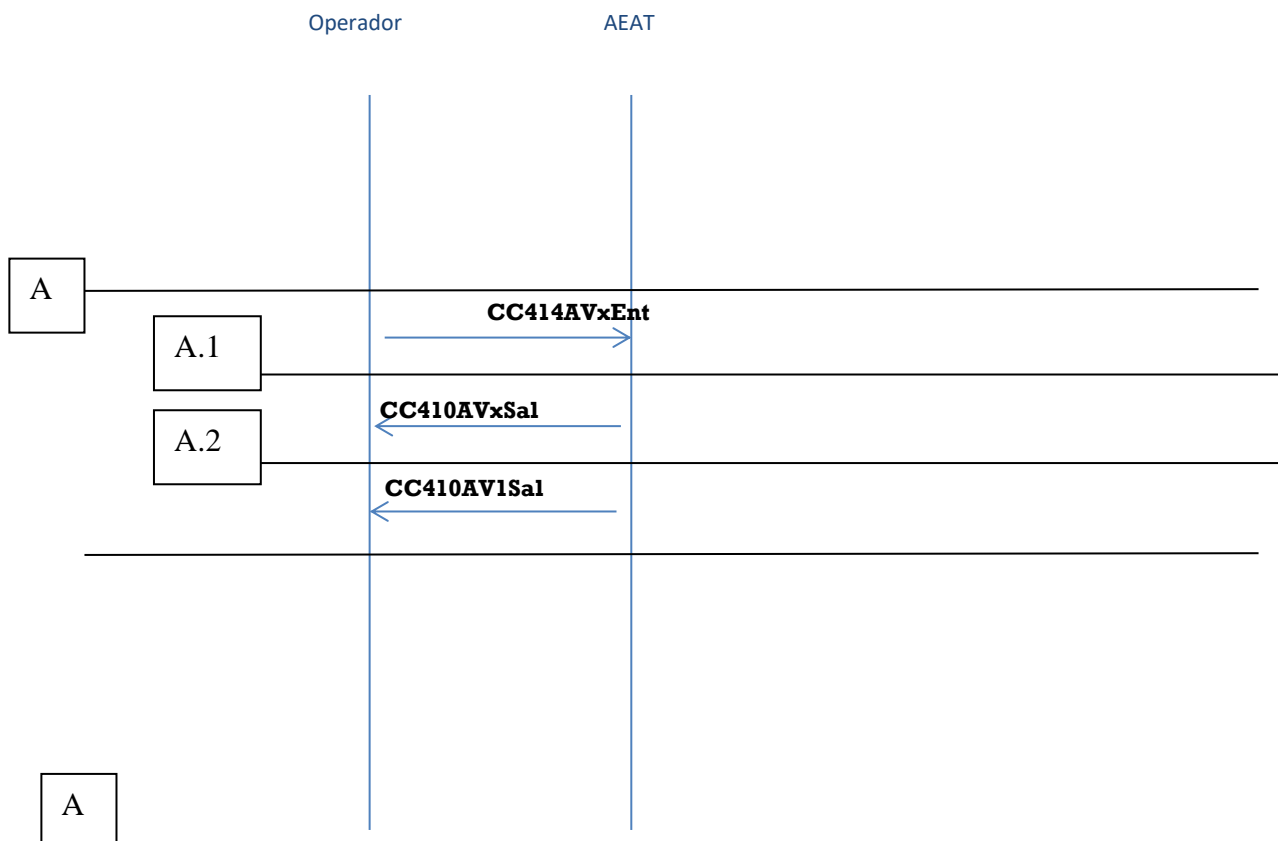 Operador AEAT
A
CC414AVxEnt
A.1
CC410AVxSal
A.2
CC410AV1Sal
A